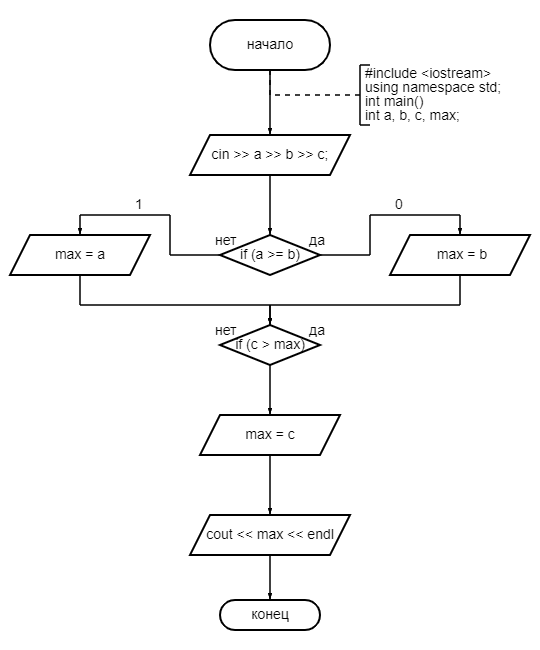 начало
#include <iostream>
using namespace std;
int main()
int a, b, c, max;
cin >> a >> b >> c;
1
0
нет
да
max = a
if (a >= b)
max = b
нет
да
if (c > max)
max = c
cout << max << endl
конец